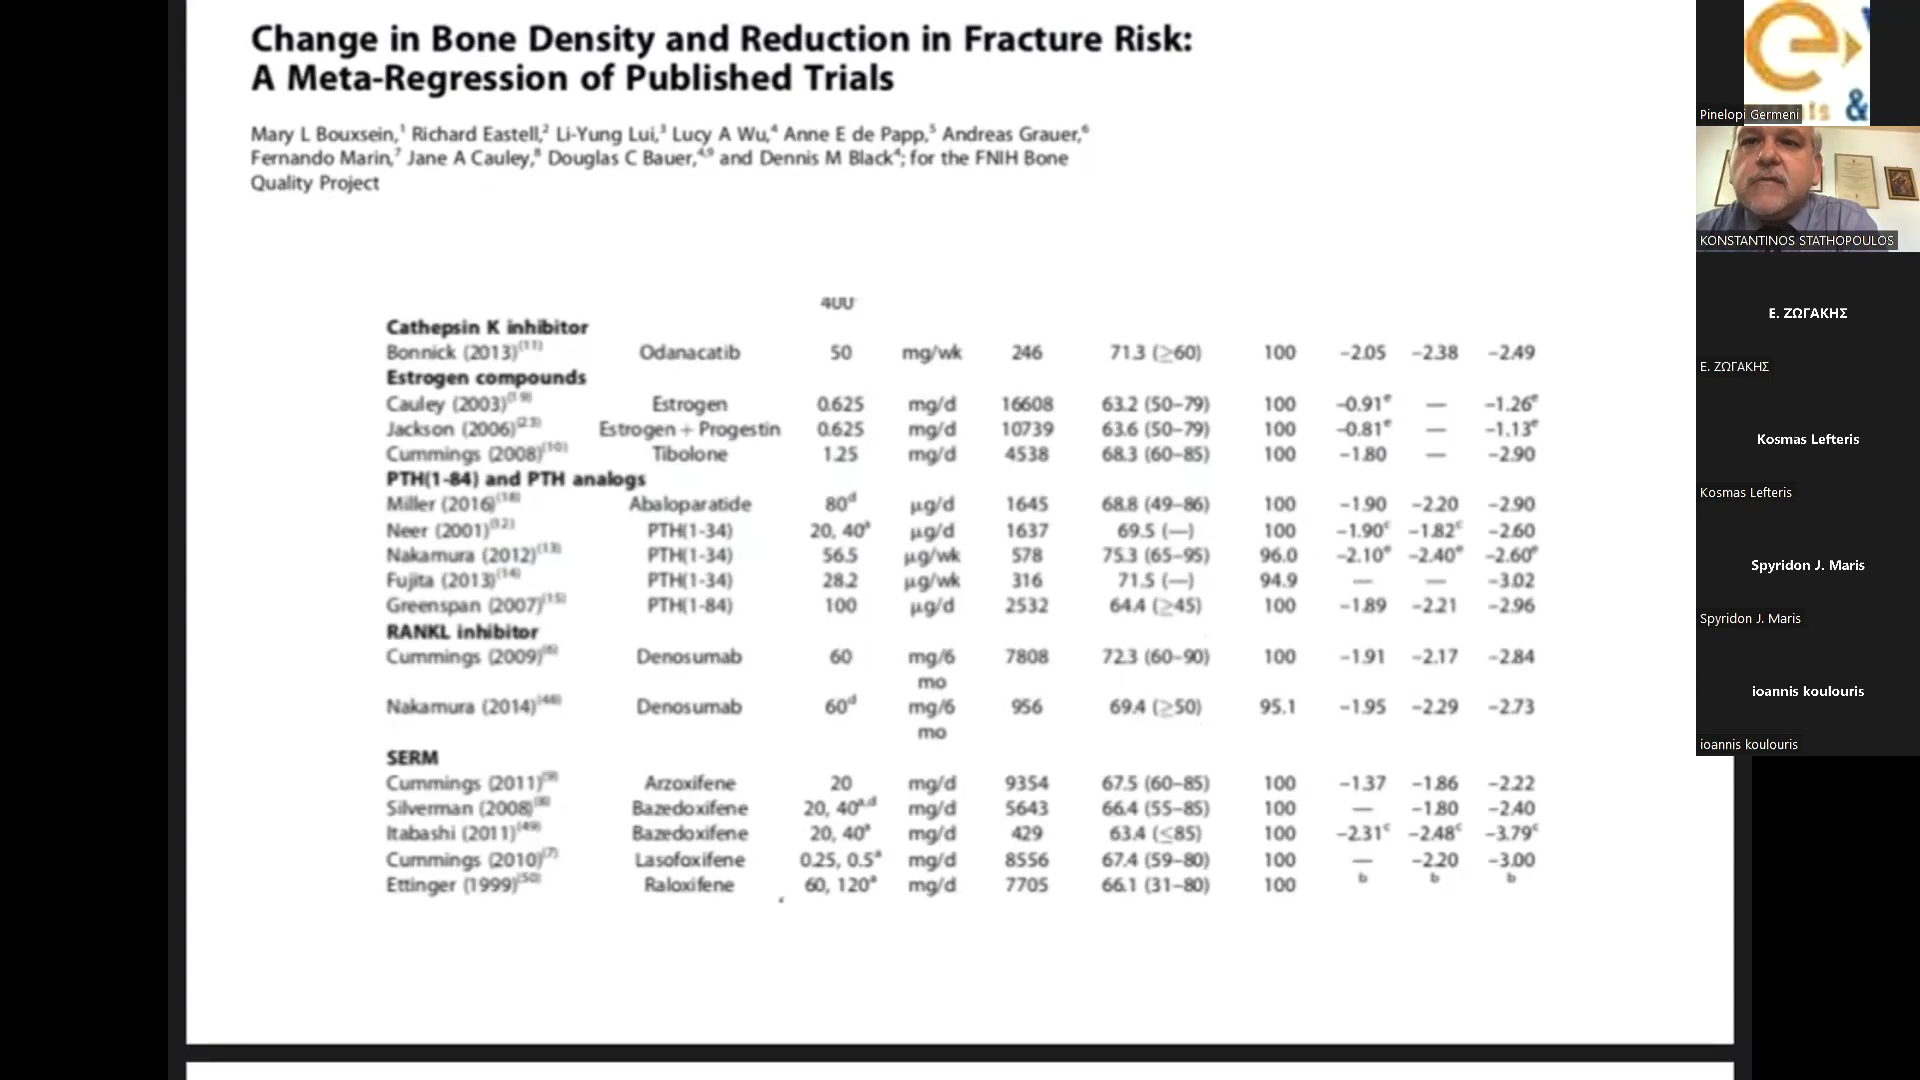 Change in Bone Density and Reduction in Fracture Risk:
A Meta-Regression of Published Trials
Mary L Bouxsein,1 Richard Eastell,2 Li-Yung Lui,3 Lucy A Wu,4 Anne E de Papp,5 Andreas Grauer,6
Fernando Marin,7 Jane A Cauley,8 Douglas C Bauer,4,9 and Dennis M Black4; for the FNIH Bone
Quality Project
400
Cathepsin K inhibitor
Bonnick (2013)(11) Odanacatib 50 mg/wk 246 71.3 (≥60) 100 −2.05 −2.38 −2.49
Estrogen compounds
Cauley (2003)(19) Estrogen 0.625 mg/d 16608 63.2 (50–79) 100 −0.91e — −1.26e
Jackson (2006)(23) Estrogen + Progestin 0.625 mg/d 10739 63.6 (50–79) 100 −0.81e — −1.13e
Cummings (2008)(10) Tibolone 1.25 mg/d 4538 68.3 (60–85) 100 −1.80 — −2.90
PTH(1-84) and PTH analogs
Miller (2016)(18) Abaloparatide 80d μg/d 1645 68.8 (49–86) 100 −1.90 −2.20 −2.90
Neer (2001)(12) PTH(1-34) 20, 40a μg/d 1637 69.5 (—) 100 −1.90c −1.82c −2.60
Nakamura (2012)(13) PTH(1-34) 56.5 μg/wk 578 75.3 (65–95) 96.0 −2.10e −2.40e −2.60e
Fujita (2013)(14) PTH(1-34) 28.2 μg/wk 316 71.5 (—) 94.9 — — −3.02
Greenspan (2007)(15) PTH(1-84) 100 μg/d 2532 64.4 (≥45) 100 −1.89 −2.21 −2.96
RANKL inhibitor
Cummings (2009)(6) Denosumab 60 mg/6 7808 72.3 (60–90) 100 −1.91 −2.17 −2.84
mo
Nakamura (2014)(48) Denosumab 60d mg/6 956 69.4 (≥50) 95.1 −1.95 −2.29 −2.73
mo
SERM
Cummings (2011)(9) Arzoxifene 20 mg/d 9354 67.5 (60–85) 100 −1.37 −1.86 −2.22
Silverman (2008)(8) Bazedoxifene 20, 40a,d mg/d 5643 66.4 (55–85) 100 — −1.80 −2.40
Itabashi (2011)(49) Bazedoxifene 20, 40a mg/d 429 63.4 (≤85) 100 −2.31c −2.48c −3.79c
Cummings (2010)(7) Lasofoxifene 0.25, 0.5a mg/d 8556 67.4 (59–80) 100 — −2.20 −3.00
Ettinger (1999)(50) Raloxifene 60, 120a mg/d 7705 66.1 (31–80) 100 b b b
Pinelopi Germeni
&
KONSTANTINOS STATHOPOULOS
Ε. ΖΩΓΑΚΗΣ
Ε. ΖΩΓΑΚΗΣ
Kosmas Lefteris
Kosmas Lefteris
Spyridon J. Maris
Spyridon J. Maris
ioannis koulouris
ioannis koulouris